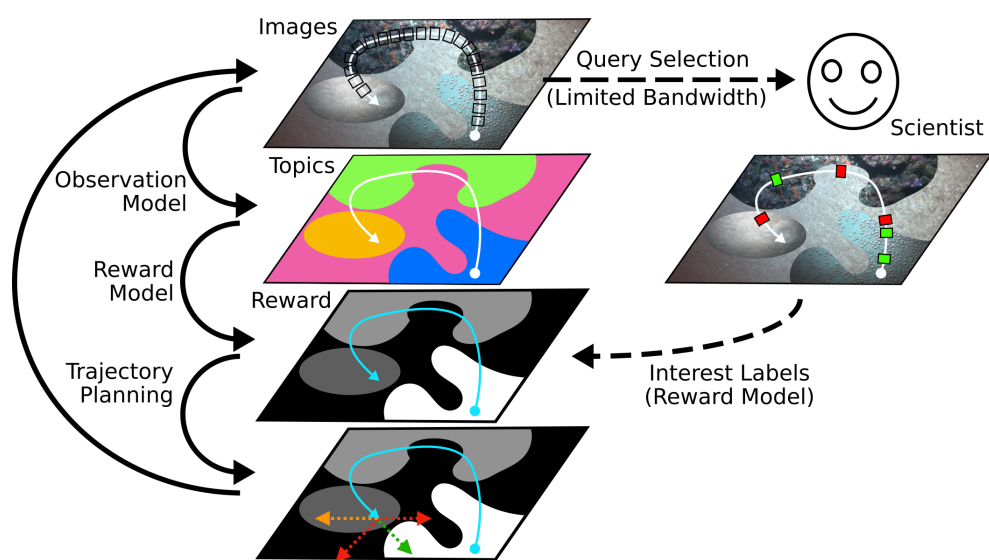 Images
Query Selection
(Limited Bandwidth)
Scientist
Topics
Observation
Model
Reward
Model
Reward
Trajectory
Planning
Interest Labels
(Reward Model)